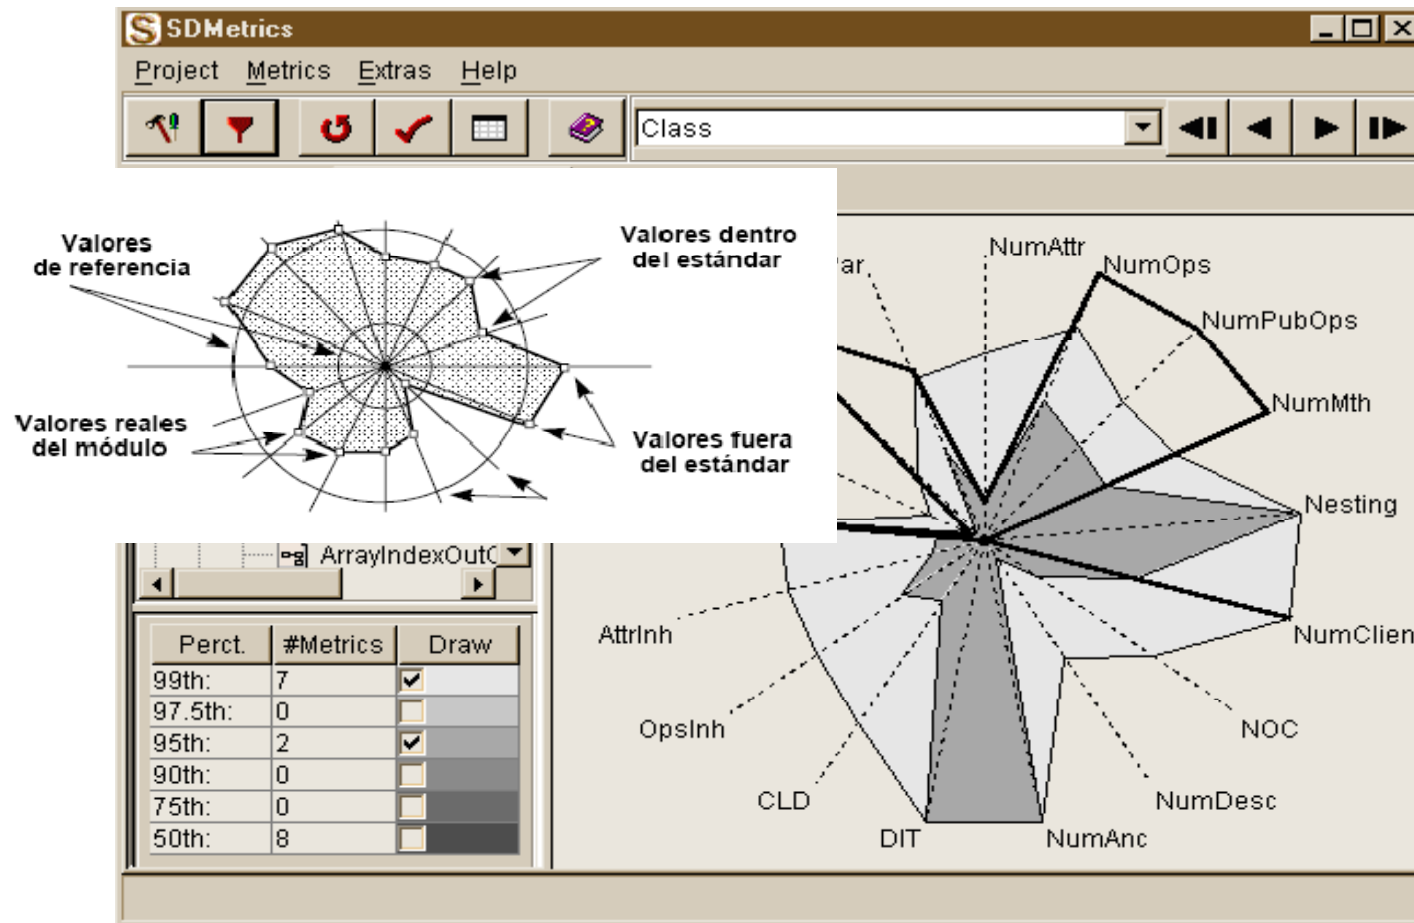 SDMetrics
Project Metrics Extras Help
Class
Valores
de referencia
Valores dentro
del estándar
Valores reales
del módulo
Valores fuera
del estándar
ar
NumAttr
NumOps
NumPubOps
NumMth
Nesting
NumClien
NOC
NumDesc
NumAnc
DIT
CLD
OpsInh
AttrInh
ArrayIndexOutC
Perct. #Metrics Draw
99th: 7
97.5th: 0
95th: 2
90th: 0
75th: 0
50th: 8